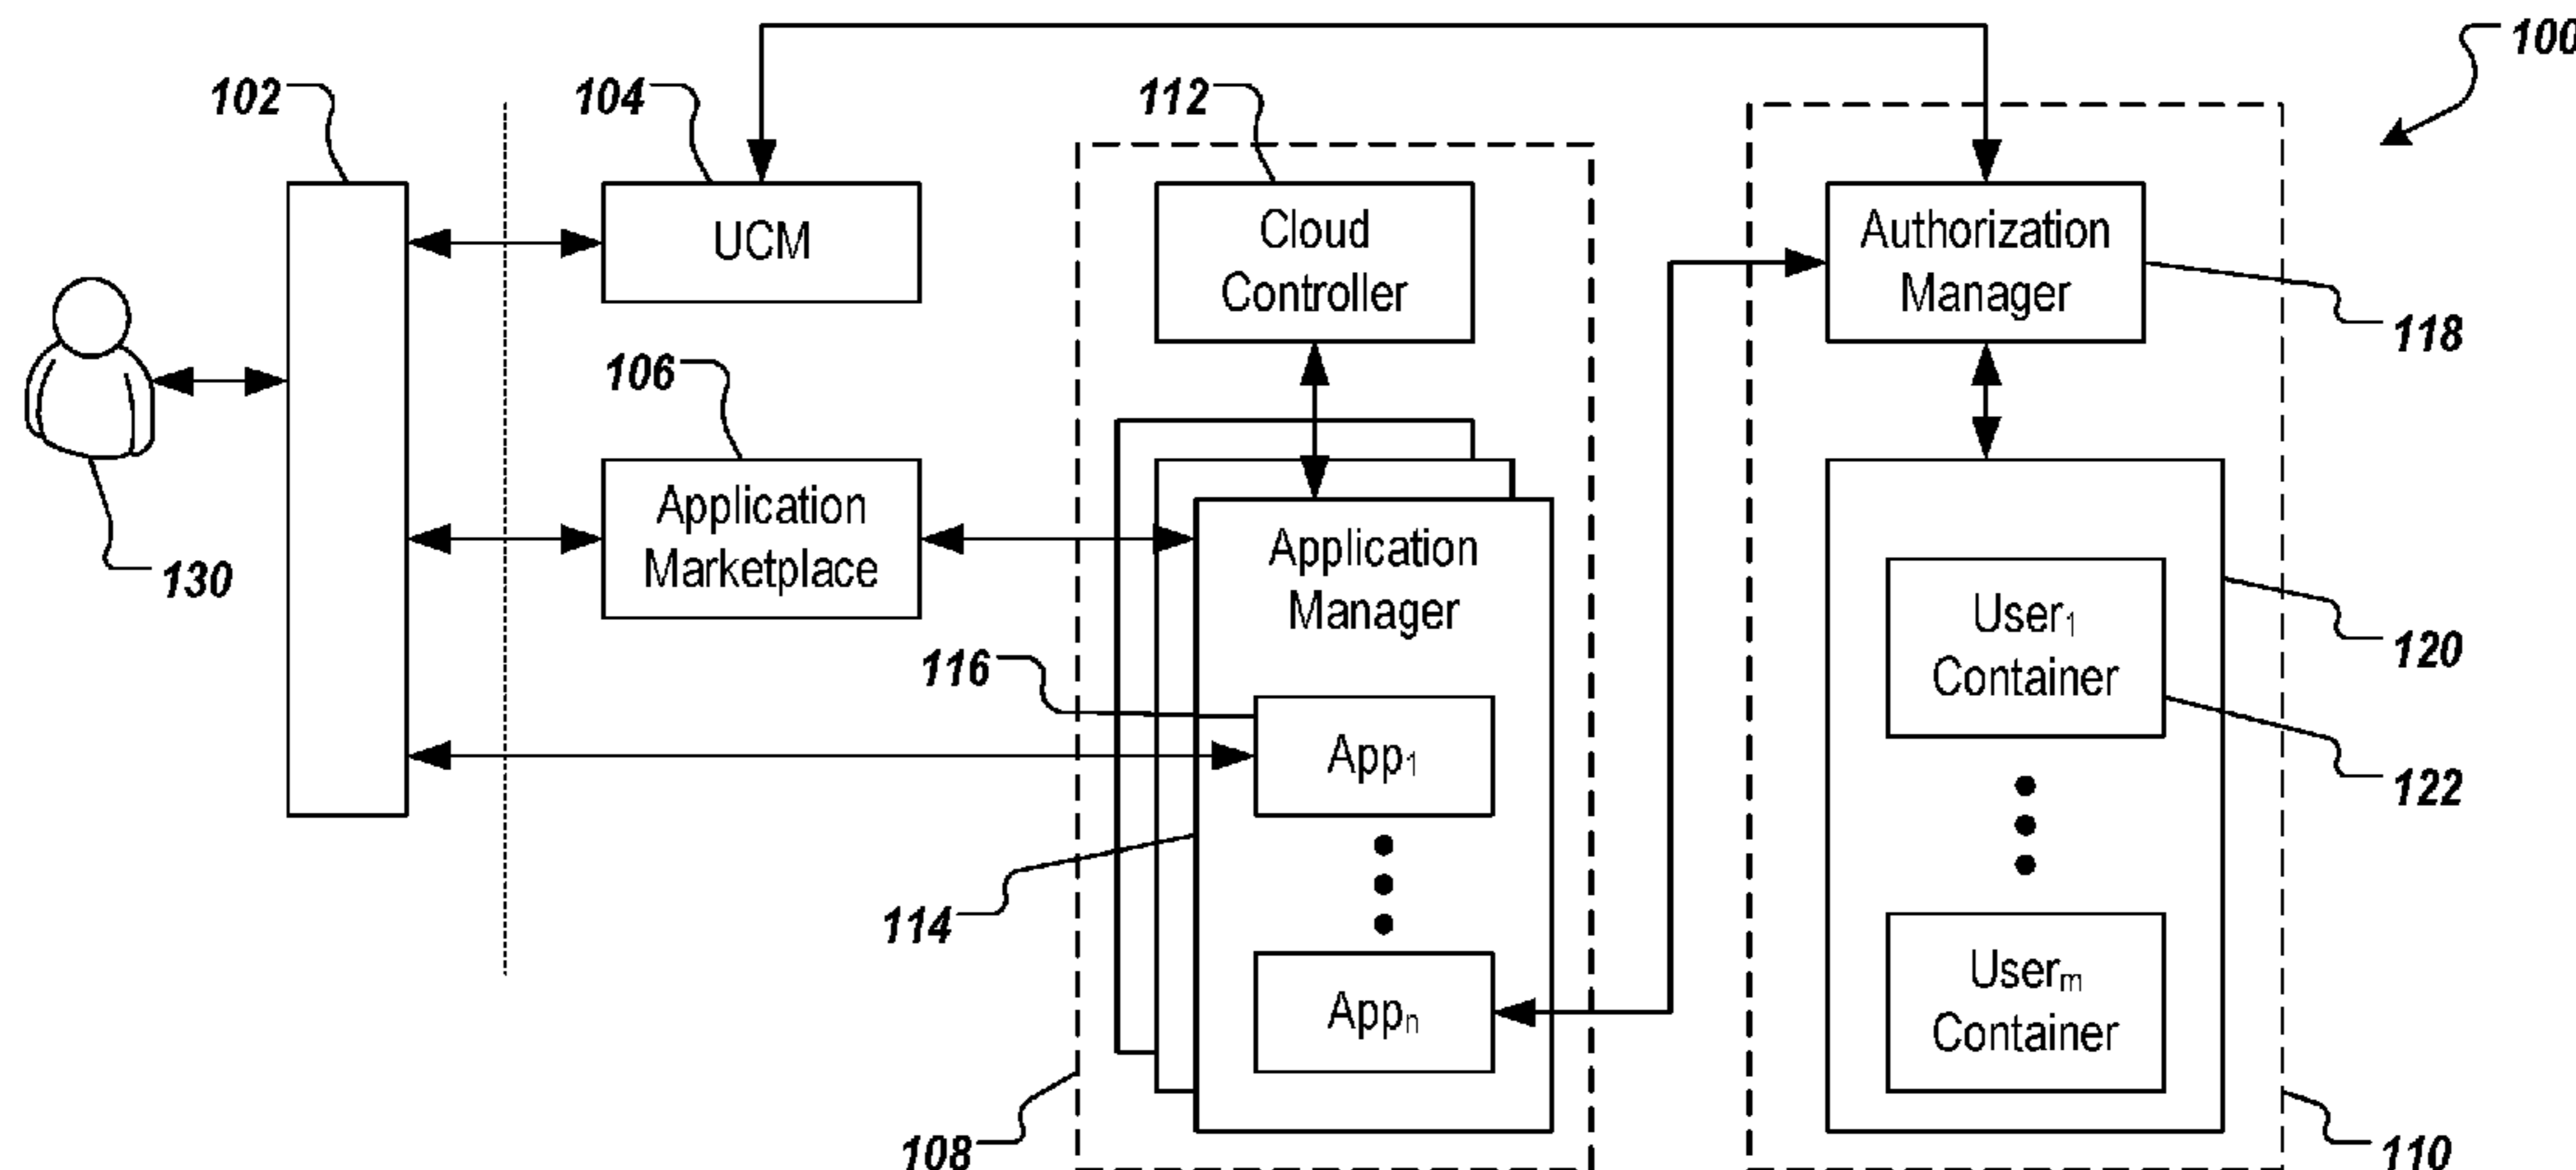 100
102
104
112
UCM
Cloud
Controller
Authorization
Manager
118
106
Application
Marketplace
Application
Manager
130
User₁
Container
120
116
App₁
122
114
Userₘ
Container
Appₙ
108
110